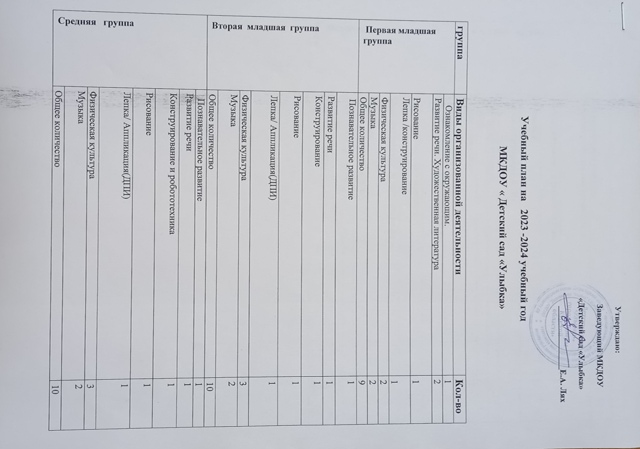 Утверждаю:
Заведующий МКДОУ
«Детский сад «Улыбка»
Е.А. Лях
Учебный план на 2023 -2024 учебный год
МКДОУ « Детский сад «Улыбка»
группа Виды организованной деятельности Кол-во
Первая младшая группа
Ознакомление с окружающим. 1
Развитие речи. Художественная литература 2
Рисование 1
Лепка /конструирование 1
Физическая культура 2
Музыка 2
Общее количество 9
Вторая младшая группа
Познавательное развитие 1
Развитие речи 1
Конструирование 1
Рисование 1
Лепка/ Аппликация(ДПИ) 1
Физическая культура 3
Музыка 2
Общее количество 10
Средняя группа
Познавательное развитие 1
Развитие речи 1
Конструирование и робототехника 1
Рисование 1
Лепка/ Аппликация(ДПИ) 1
Физическая культура 3
Музыка 2
Общее количество 10